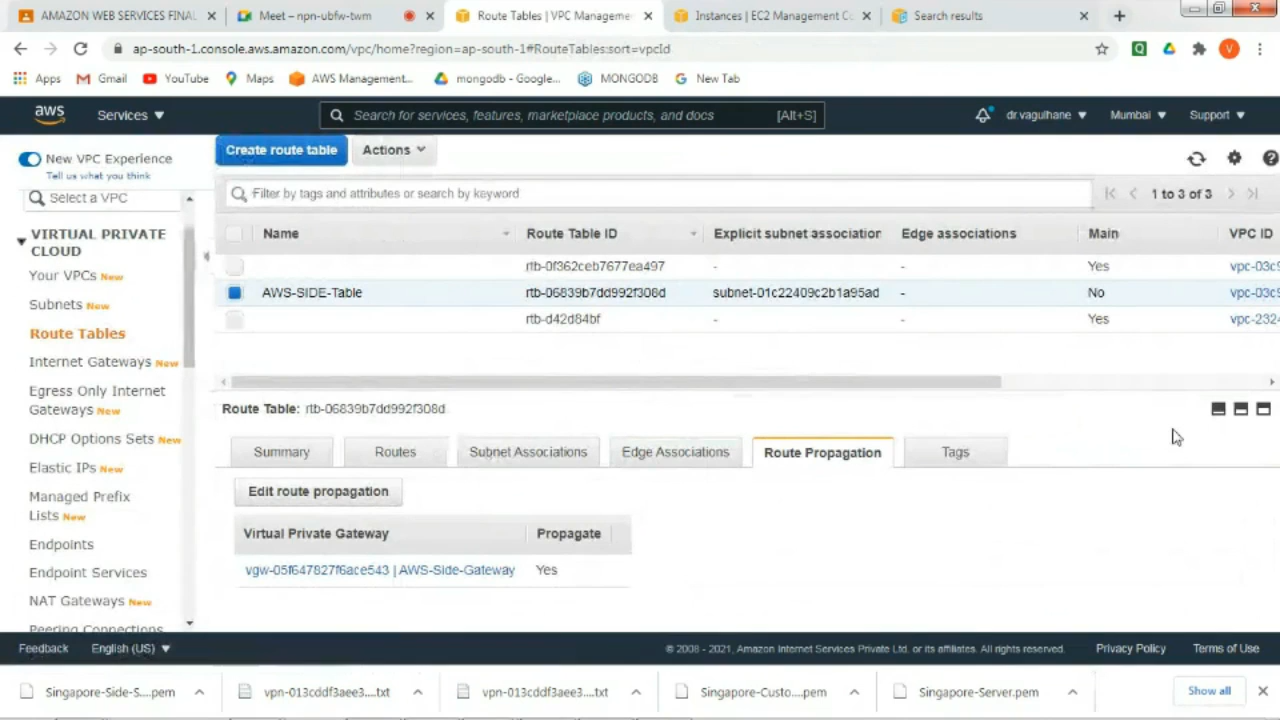 AMAZON WEB SERVICES FINAL
Meet – npn-ubfw-twm
Route Tables | VPC Manageme
Instances | EC2 Management Co
Search results
ap-south-1.console.aws.amazon.com/vpc/home?region=ap-south-1#RouteTables:sort=vpcId
Q
V
Apps
Gmail
YouTube
Maps
AWS Management...
mongodb - Google...
MONGODB
New Tab
aws
Services
Search for services, features, marketplace products, and docs
[Alt+S]
dr.vagulhane
Mumbai
Support
New VPC Experience
Tell us what you think
Create route table
Actions
Select a VPC
Filter by tags and attributes or search by keyword
1 to 3 of 3
VIRTUAL PRIVATE
CLOUD
Your VPCs New
Subnets New
Route Tables
Internet Gateways New
Egress Only Internet
Gateways New
DHCP Options Sets New
Elastic IPs New
Managed Prefix
Lists New
Endpoints
Endpoint Services
NAT Gateways New
Peering Connections
Name Route Table ID Explicit subnet association Edge associations Main VPC ID
rtb-0f362ceb7677ea497 - - Yes vpc-03c9
AWS-SIDE-Table rtb-06839b7dd992f308d subnet-01c22409c2b1a95ad - No vpc-03c9
rtb-d42d84bf - - Yes vpc-2324
Route Table: rtb-06839b7dd992f308d
Summary
Routes
Subnet Associations
Edge Associations
Route Propagation
Tags
Edit route propagation
Virtual Private Gateway Propagate
vgw-05f647827f6ace543 | AWS-Side-Gateway Yes
Feedback
English (US)
© 2008 - 2021, Amazon Internet Services Private Ltd. or its affiliates. All rights reserved.
Privacy Policy
Terms of Use
Singapore-Side-S....pem
vpn-013cddf3aee3....txt
vpn-013cddf3aee3....txt
Singapore-Custo....pem
Singapore-Server.pem
Show all